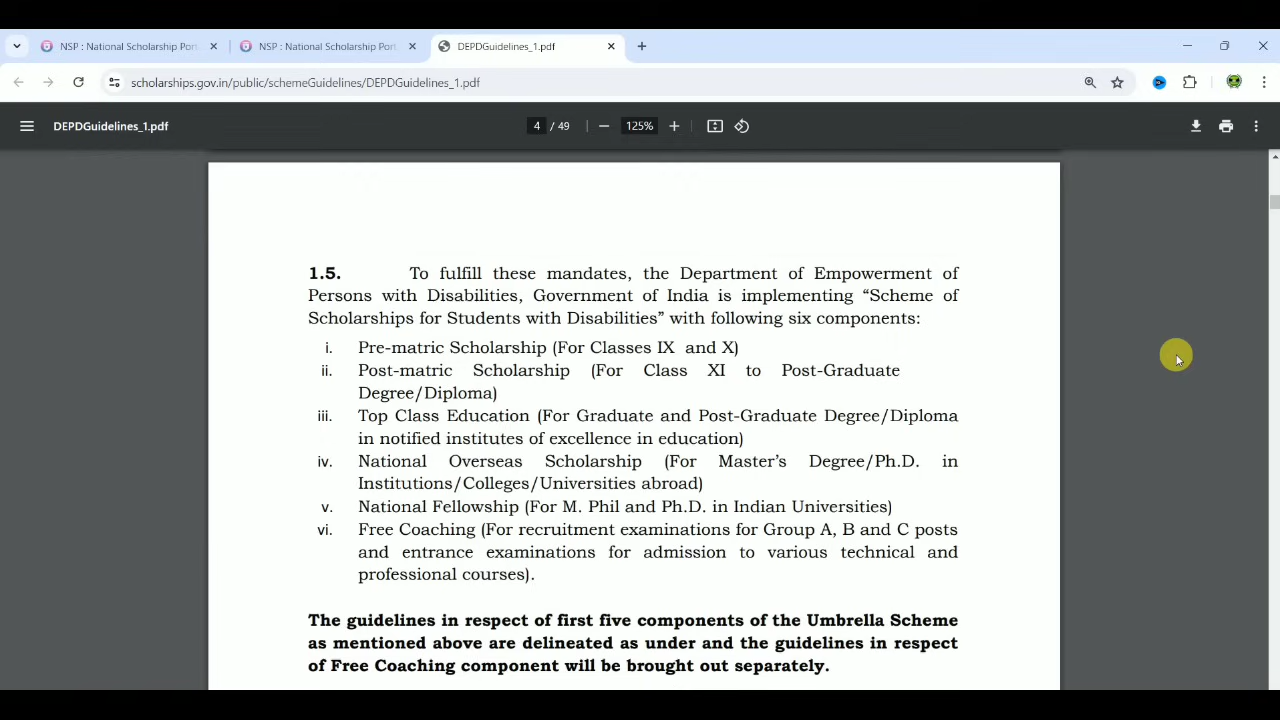 NSP : National Scholarship Port
NSP : National Scholarship Port
DEPDGuidelines_1.pdf
scholarships.gov.in/public/schemeGuidelines/DEPDGuidelines_1.pdf
DEPDGuidelines_1.pdf
4 / 49
125%
1.5. To fulfill these mandates, the Department of Empowerment of
Persons with Disabilities, Government of India is implementing “Scheme of
Scholarships for Students with Disabilities” with following six components:
i. Pre-matric Scholarship (For Classes IX and X)
ii. Post-matric Scholarship (For Class XI to Post-Graduate
Degree/Diploma)
iii. Top Class Education (For Graduate and Post-Graduate Degree/Diploma
in notified institutes of excellence in education)
iv. National Overseas Scholarship (For Master’s Degree/Ph.D. in
Institutions/Colleges/Universities abroad)
v. National Fellowship (For M. Phil and Ph.D. in Indian Universities)
vi. Free Coaching (For recruitment examinations for Group A, B and C posts
and entrance examinations for admission to various technical and
professional courses).
The guidelines in respect of first five components of the Umbrella Scheme
as mentioned above are delineated as under and the guidelines in respect
of Free Coaching component will be brought out separately.